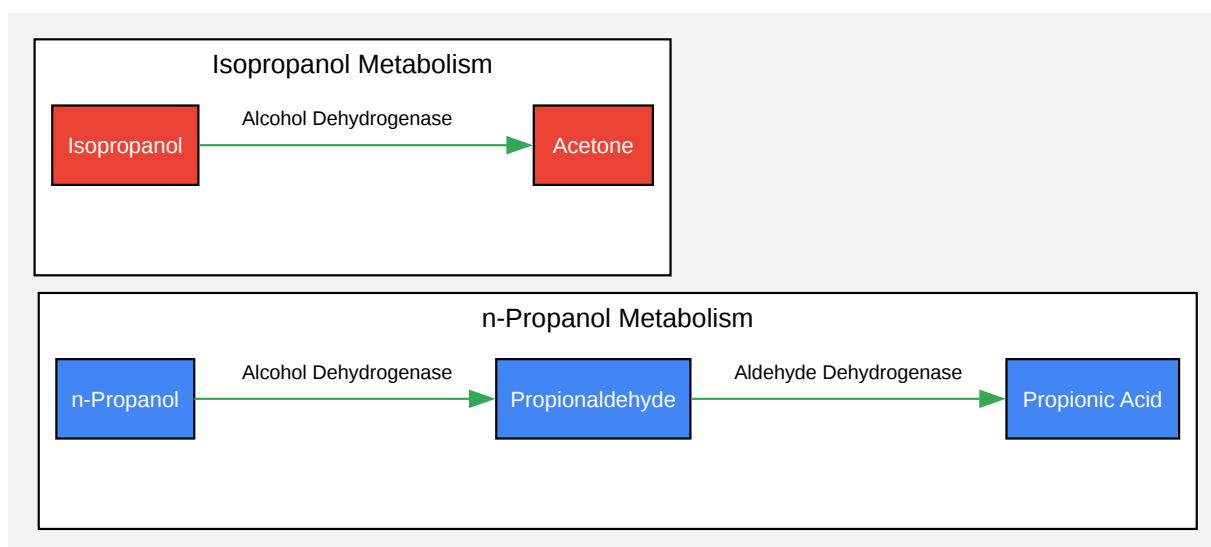 Isopropanol Metabolism
Alcohol Dehydrogenase
Isopropanol
Acetone
n-Propanol Metabolism
Alcohol Dehydrogenase
Aldehyde Dehydrogenase
n-Propanol
Propionaldehyde
Propionic Acid